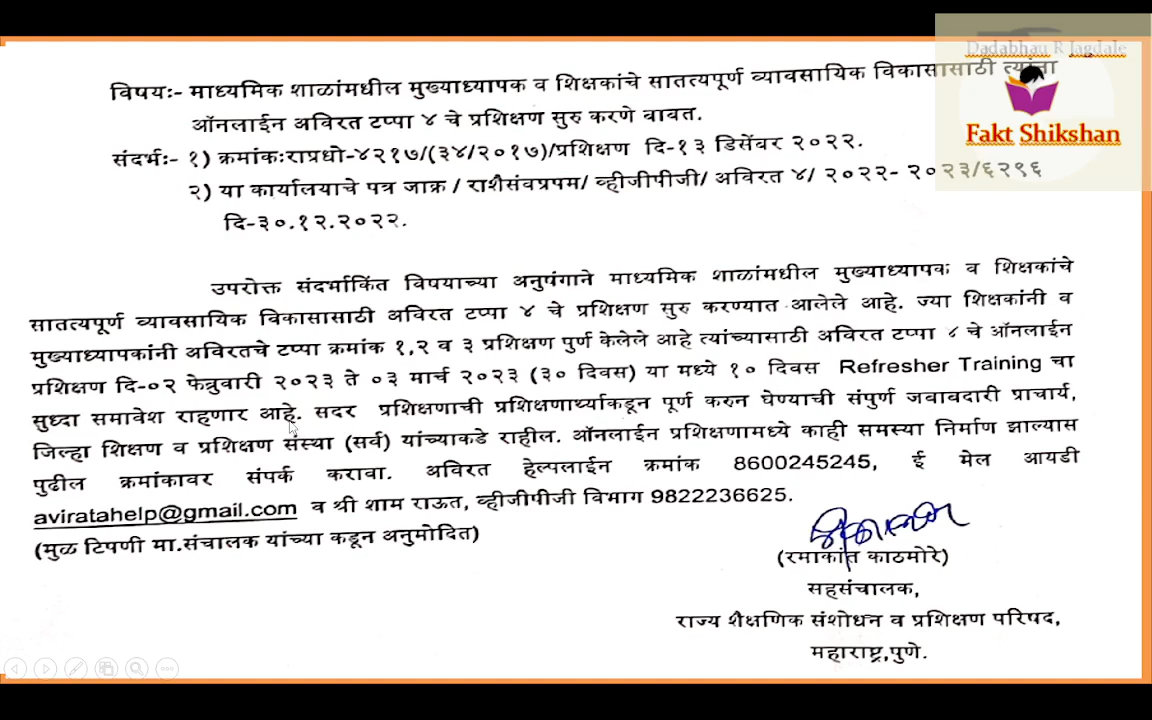 Dadabhau R Jagdale
Fakt Shikshan
विषयः- माध्यमिक शाळांमधील मुख्याध्यापक व शिक्षकांचे सातत्यपूर्ण व्यावसायिक विकासासाठी त्यांना
ऑनलाईन अविरत टप्पा ४ चे प्रशिक्षण सुरु करणे बाबत.
संदर्भः- १) क्रमांकःराप्रधो-४२१७/(३४/२०१७)/प्रशिक्षण दि-१३ डिसेंबर २०२२.
२) या कार्यालयाचे पत्र जाक्र / राशैसंवप्रपम/ व्हीजीपीजी/ अविरत ४/ २०२२- २०२३/६२९६
दि-३०.१२.२०२२.
उपरोक्त संदर्भाकिंत विषयाच्या अनुषंगाने माध्यमिक शाळांमधील मुख्याध्यापक व शिक्षकांचे
सातत्यपूर्ण व्यावसायिक विकासासाठी अविरत टप्पा ४ चे प्रशिक्षण सुरु करण्यात आलेले आहे. ज्या शिक्षकांनी व
मुख्याध्यापकांनी अविरतचे टप्पा क्रमांक १,२ व ३ प्रशिक्षण पुर्ण केलेले आहे त्यांच्यासाठी अविरत टप्पा ४ चे ऑनलाईन
प्रशिक्षण दि-०२ फेब्रुवारी २०२३ ते ०३ मार्च २०२३ (३० दिवस) या मध्ये १० दिवस Refresher Training चा
सुध्दा समावेश राहणार आहे. सदर प्रशिक्षणाची प्रशिक्षणार्थ्याकडून पूर्ण करुन घेण्याची संपुर्ण जवाबदारी प्राचार्य,
जिल्हा शिक्षण व प्रशिक्षण संस्था (सर्व) यांच्याकडे राहील. ऑनलाईन प्रशिक्षणामध्ये काही समस्या निर्माण झाल्यास
पुढील क्रमांकावर संपर्क करावा. अविरत हेल्पलाईन क्रमांक 8600245245, ई मेल आयडी
aviratahelp@gmail.com व श्री शाम राऊत, व्हीजीपीजी विभाग 9822236625.
(मुळ टिपणी मा.संचालक यांच्या कडून अनुमोदित)
(रमाकांत काठमोरे)
सहसंचालक,
राज्य शैक्षणिक संशोधन व प्रशिक्षण परिषद,
महाराष्ट्र,पुणे.